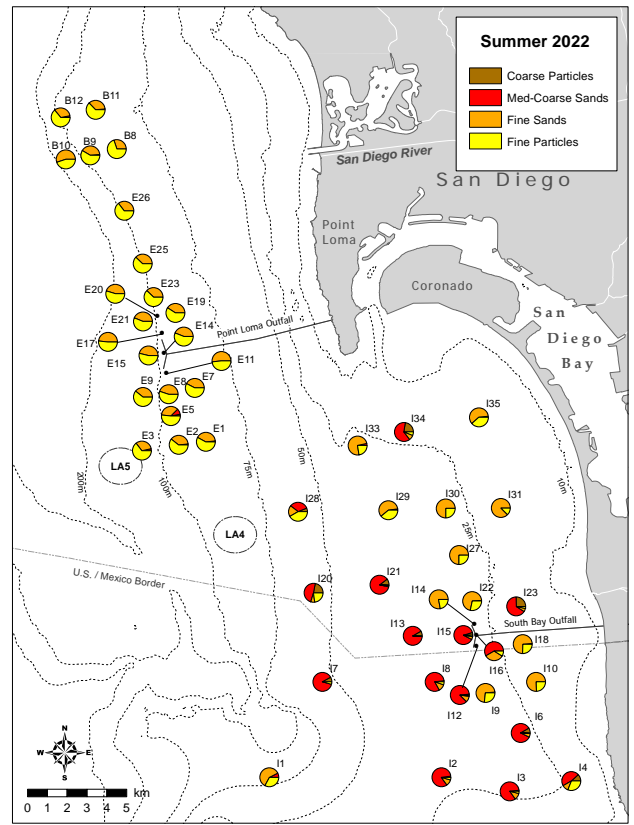 Summer 2022
Coarse Particles
Med-Coarse Sands
Fine Sands
Fine Particles
B12
B11
B10
B9
B8
San Diego River
San Diego
E26
Point
Loma
E25
Coronado
E20
E23
E19
San
Diego
Bay
E21
E14
Point Loma Outfall
E17
E15
E11
E9
E8
E7
E5
E3
E2
E1
I35
I34
I33
LA5
200m
100m
75m
50m
10m
I28
I29
I30
I31
25m
LA4
I27
U.S. / Mexico Border
I20
I21
I14
I22
I23
South Bay Outfall
I13
I15
I18
I16
I7
I8
I10
I12
I9
I6
N
W
E
S
I1
I2
I3
I4
0 1 2 3 4 5 km